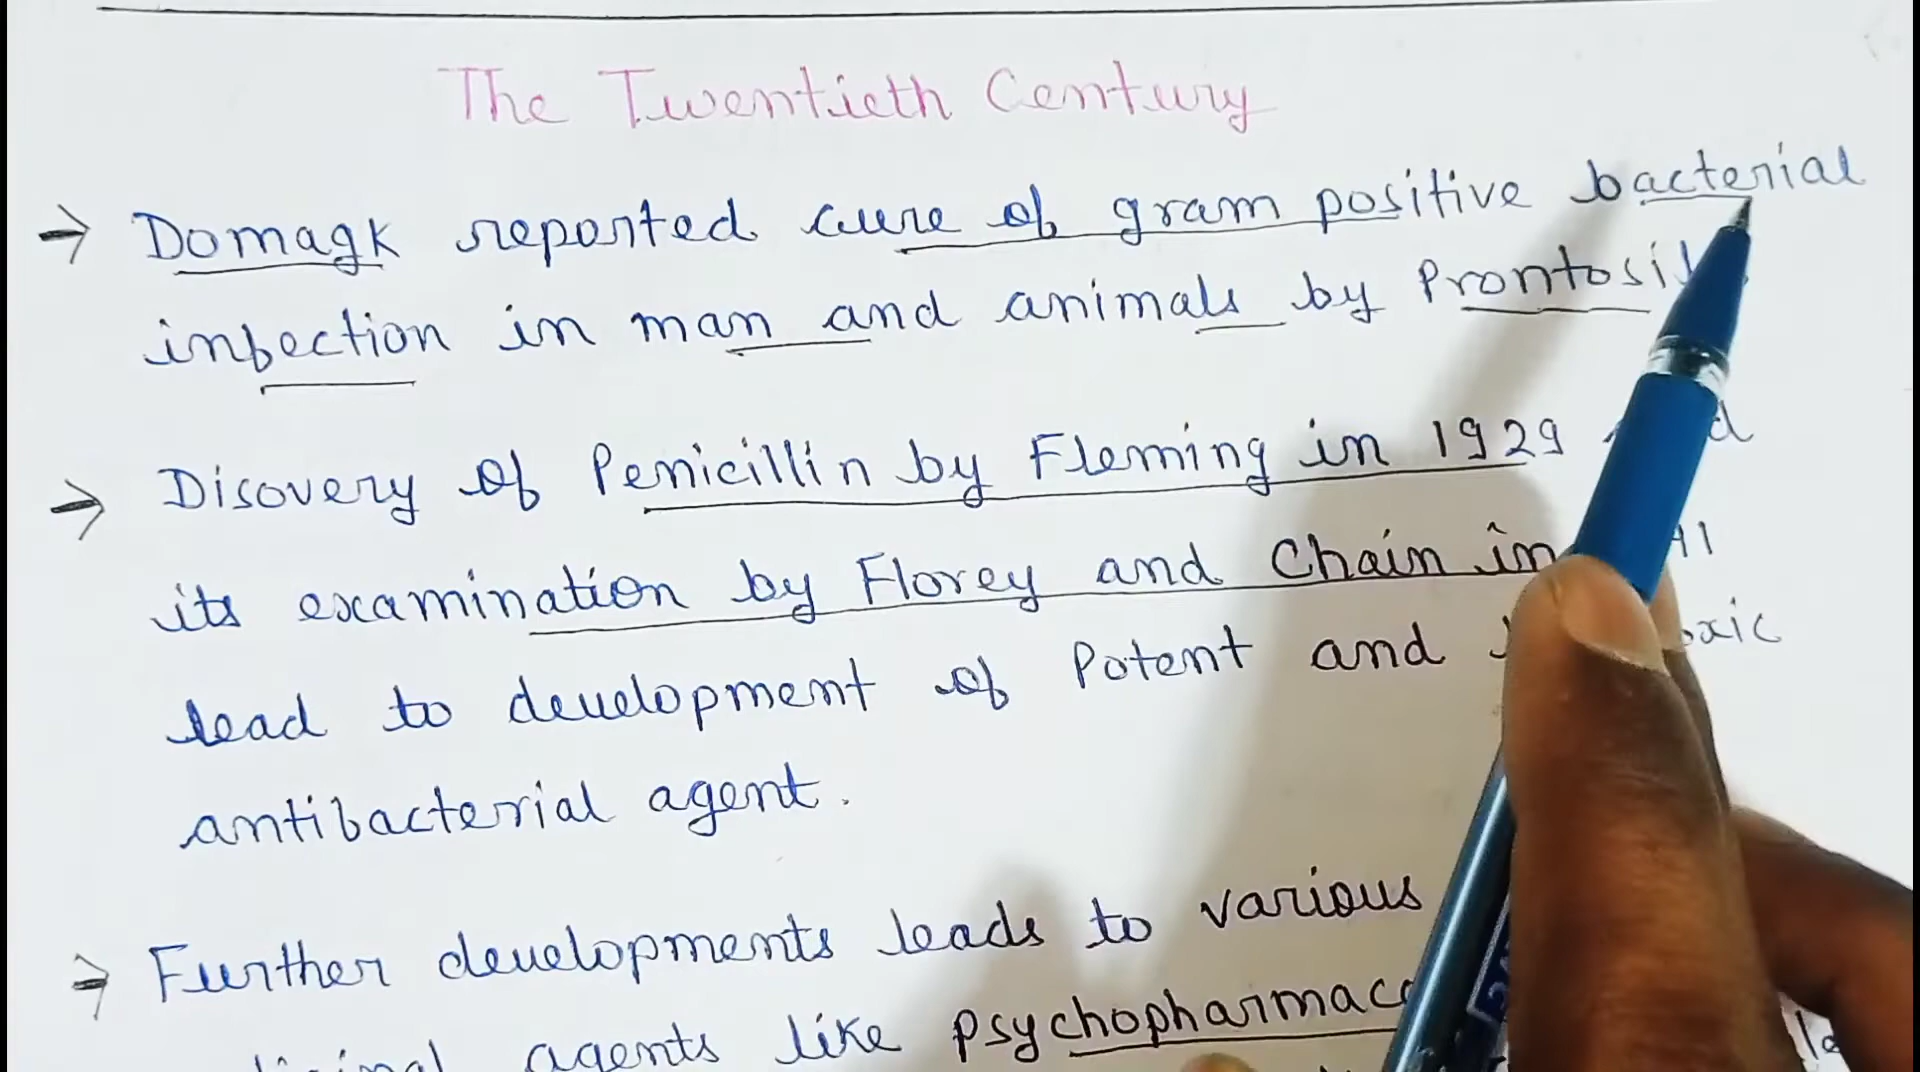 The Twentieth Century
→ Domagk reported cure of gram positive bacterial
infection in man and animals by Prontosil
→ Disovery of Penicillin by Fleming in 1929
its examination by Florey and Chain in
lead to development of Potent and
antibacterial agent.
→ Further developments leads to various
agents like